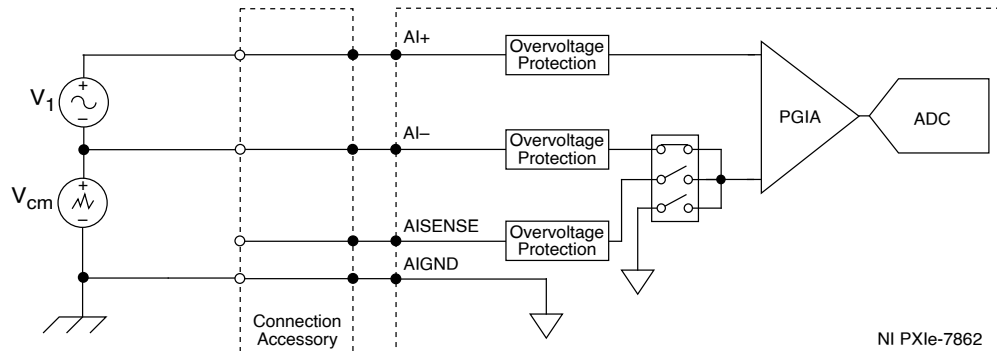 AI+
Overvoltage
Protection
V1
+
−
PGIA
ADC
AI−
Overvoltage
Protection
Vcm
+
−
AISENSE
Overvoltage
Protection
AIGND
Connection
Accessory
NI PXIe-7862